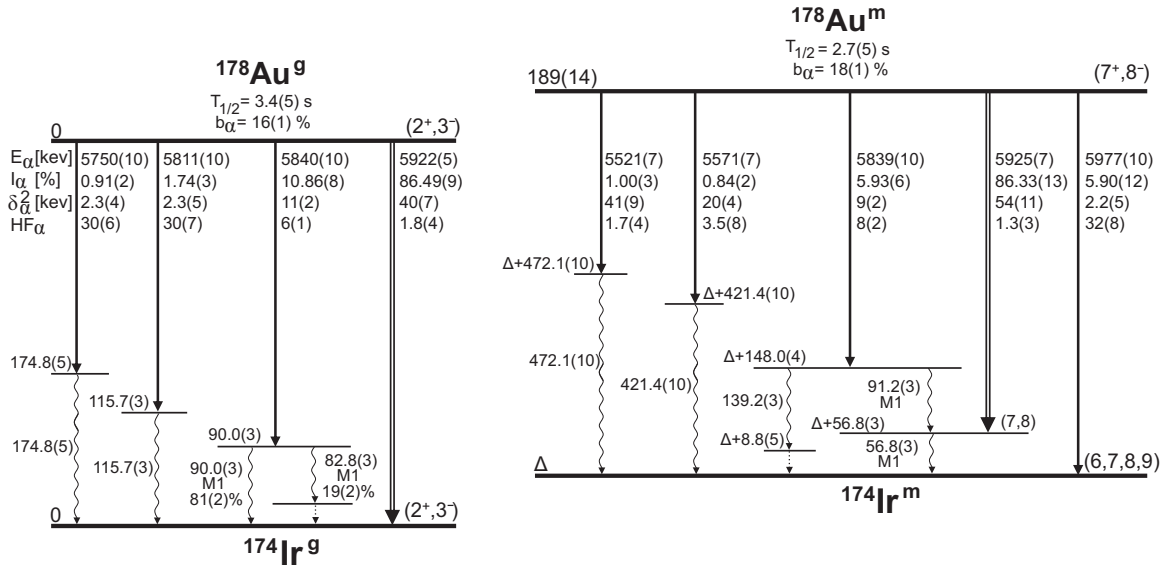 178Au g
T1/2 = 3.4(5) s
bα = 16(1) %
0 (2+,3−)
Eα[kev] 5750(10) 5811(10) 5840(10) 5922(5)
Iα [%] 0.91(2) 1.74(3) 10.86(8) 86.49(9)
δ2α [kev] 2.3(4) 2.3(5) 11(2) 40(7)
HFα 30(6) 30(7) 6(1) 1.8(4)
174.8(5)
115.7(3)
90.0(3)
174.8(5)
115.7(3)
90.0(3)
M1
81(2)%
82.8(3)
M1
19(2)%
0 (2+,3−)
174Ir g
178Au m
T1/2 = 2.7(5) s
bα = 18(1) %
189(14) (7+,8−)
5521(7) 5571(7) 5839(10) 5925(7) 5977(10)
1.00(3) 0.84(2) 5.93(6) 86.33(13) 5.90(12)
41(9) 20(4) 9(2) 54(11) 2.2(5)
1.7(4) 3.5(8) 8(2) 1.3(3) 32(8)
Δ+472.1(10)
Δ+421.4(10)
Δ+148.0(4)
472.1(10)
421.4(10)
139.2(3)
91.2(3)
M1
Δ+56.8(3) (7,8)
Δ+8.8(5)
56.8(3)
M1
Δ (6,7,8,9)
174Ir m